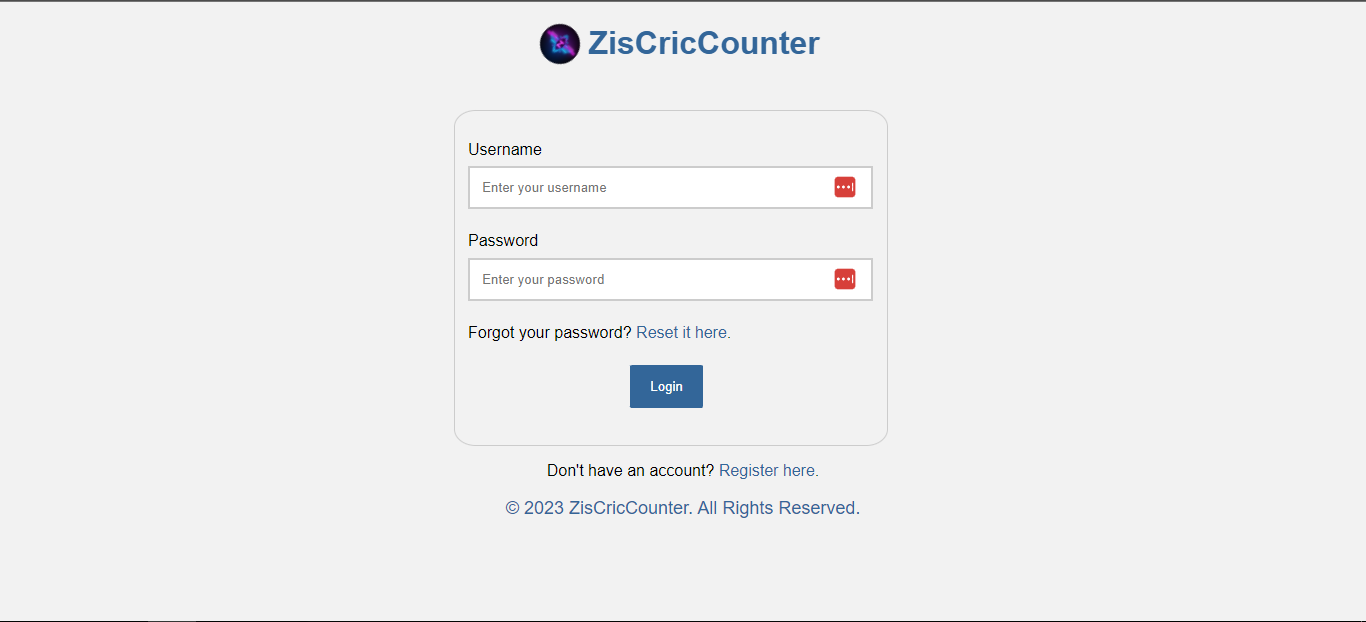 ZisCricCounter
Username
Enter your username
Password
Enter your password
Forgot your password? Reset it here.
Login
Don't have an account? Register here.
© 2023 ZisCricCounter. All Rights Reserved.